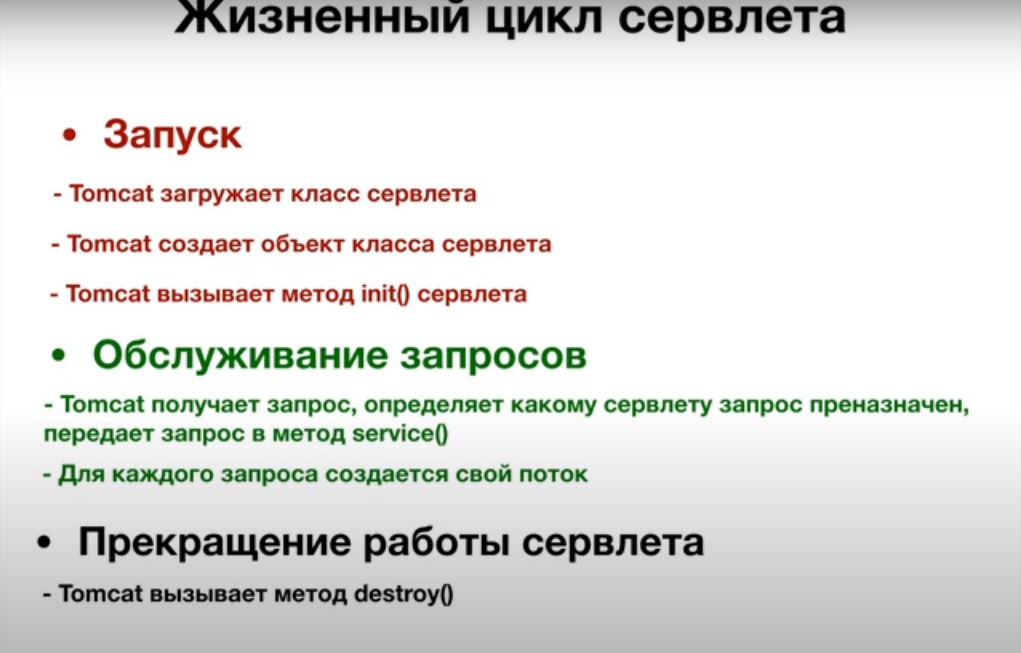 Жизненный цикл сервлета
• Запуск
- Tomcat загружает класс сервлета
- Tomcat создает объект класса сервлета
- Tomcat вызывает метод init() сервлета
• Обслуживание запросов
- Tomcat получает запрос, определяет какому сервлету запрос преназначен,
передает запрос в метод service()
- Для каждого запроса создается свой поток
• Прекращение работы сервлета
- Tomcat вызывает метод destroy()